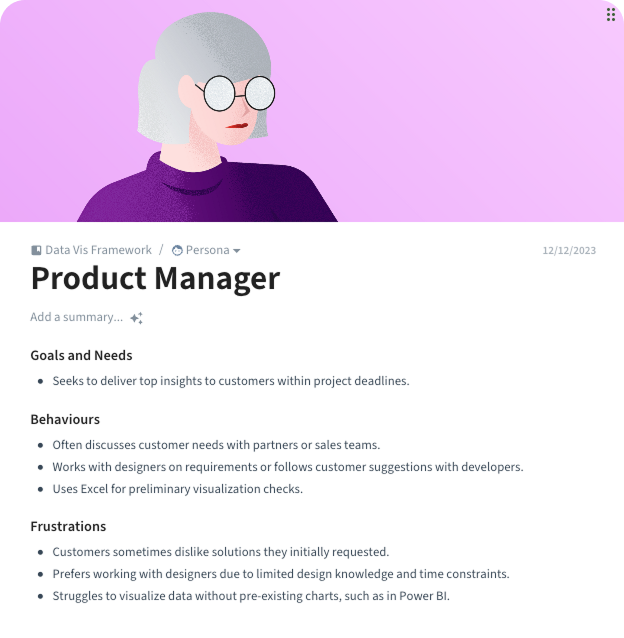 Data Vis Framework / Persona 12/12/2023
Product Manager
Add a summary...
Goals and Needs
• Seeks to deliver top insights to customers within project deadlines.
Behaviours
• Often discusses customer needs with partners or sales teams.
• Works with designers on requirements or follows customer suggestions with developers.
• Uses Excel for preliminary visualization checks.
Frustrations
• Customers sometimes dislike solutions they initially requested.
• Prefers working with designers due to limited design knowledge and time constraints.
• Struggles to visualize data without pre-existing charts, such as in Power BI.